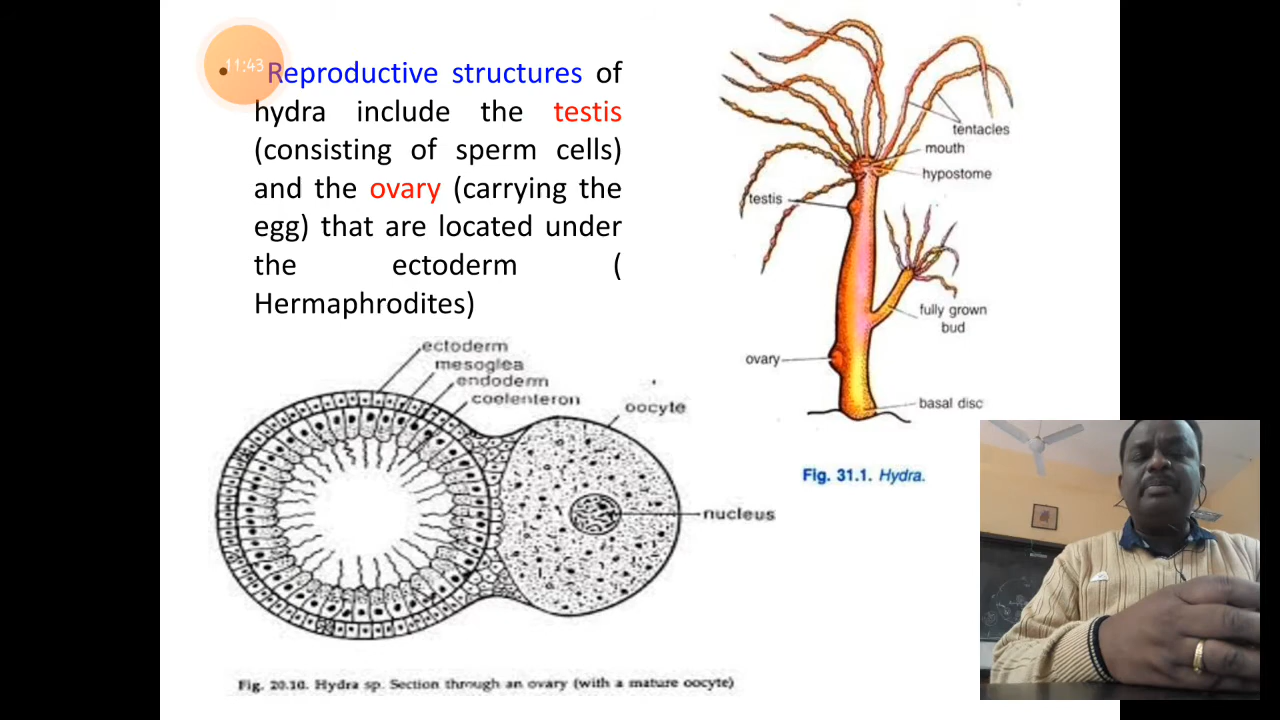 11:43
• Reproductive structures of
hydra include the testis
(consisting of sperm cells)
and the ovary (carrying the
egg) that are located under
the ectoderm (
Hermaphrodites)
tentacles
mouth
hypostome
testis
fully grown
bud
ovary
basal disc
Fig. 31.1. Hydra.
ectoderm
mesoglea
endoderm
coelenteron
oocyte
nucleus
Fig. 20.10. Hydra sp. Section through an ovary (with a mature oocyte)